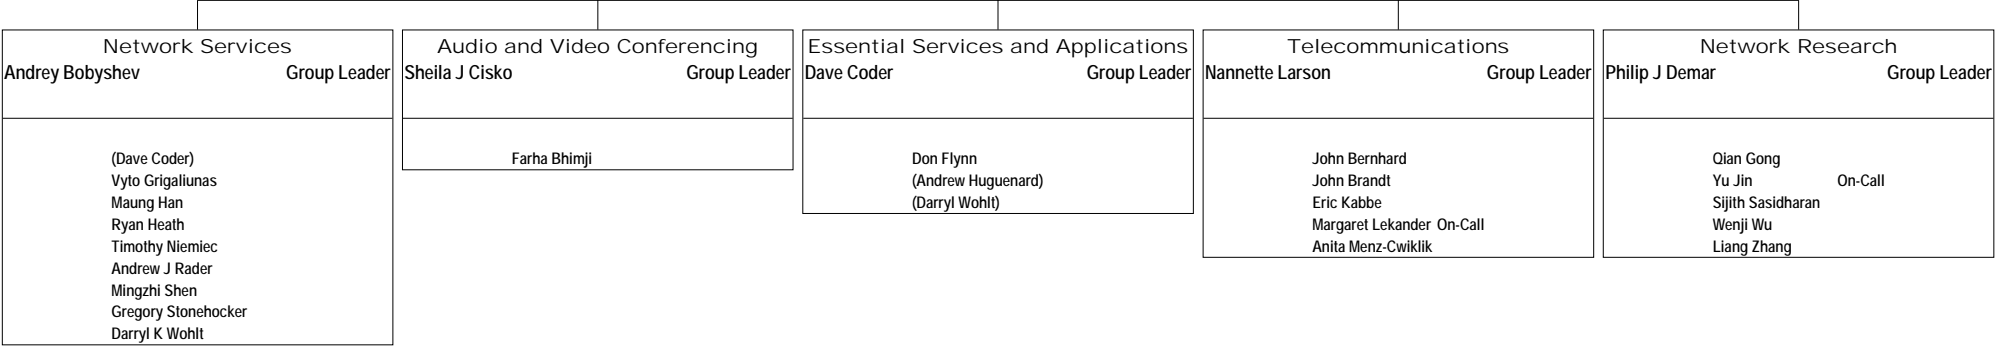 Network Services
Andrey Bobyshev Group Leader
(Dave Coder)
Vyto Grigaliunas
Maung Han
Ryan Heath
Timothy Niemiec
Andrew J Rader
Mingzhi Shen
Gregory Stonehocker
Darryl K Wohlt
Audio and Video Conferencing
Sheila J Cisko Group Leader
Farha Bhimji
Essential Services and Applications
Dave Coder Group Leader
Don Flynn
(Andrew Huguenard)
(Darryl Wohlt)
Telecommunications
Nannette Larson Group Leader
John Bernhard
John Brandt
Eric Kabbe
Margaret Lekander On-Call
Anita Menz-Cwiklik
Network Research
Philip J Demar Group Leader
Qian Gong
Yu Jin On-Call
Sijith Sasidharan
Wenji Wu
Liang Zhang